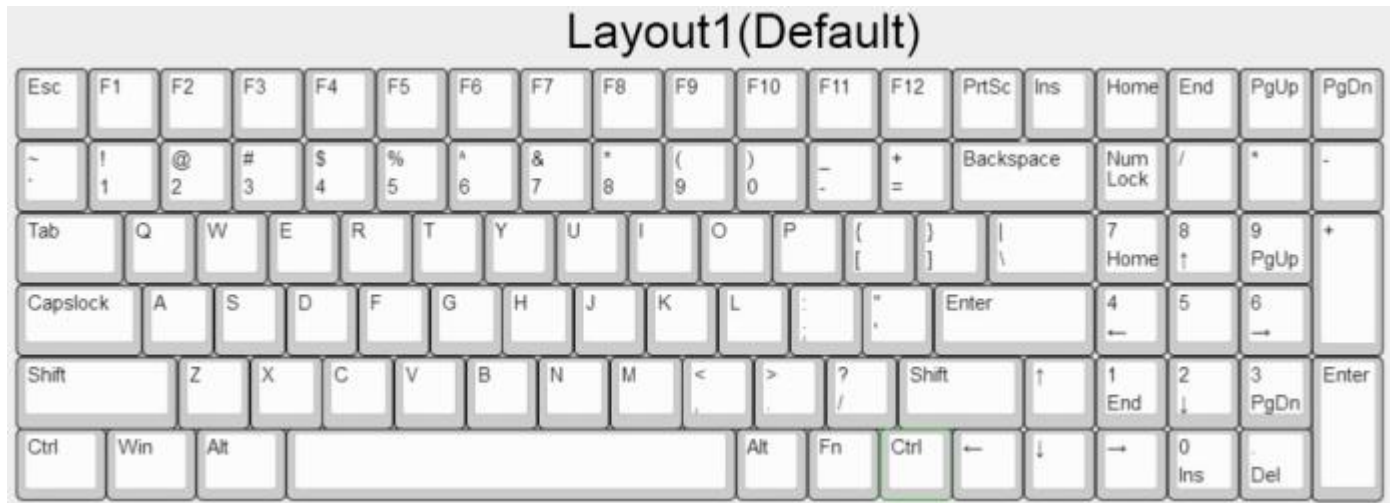 Layout1(Default)
Esc F1 F2 F3 F4 F5 F6 F7 F8 F9 F10 F11 F12 PrtSc Ins Home End PgUp PgDn
~ ! @ # $ % ^ & * ( ) _ + Backspace Num / * -
` 1 2 3 4 5 6 7 8 9 0 - = Lock
Tab Q W E R T Y U I O P { } | 7 8 9 +
[ ] \ Home ↑ PgUp
Capslock A S D F G H J K L : " Enter 4 5 6
; ' ← →
Shift Z X C V B N M < > ? Shift ↑ 1 2 3 Enter
, . / End ↓ PgDn
Ctrl Win Alt Alt Fn Ctrl ← ↓ → 0 .
Ins Del